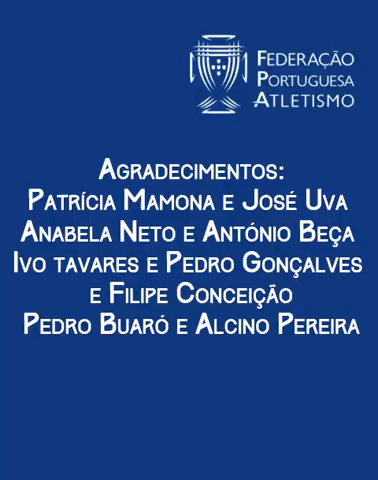 Federação
Portuguesa
Atletismo
Agradecimentos:
Patrícia Mamona e José Uva
Anabela Neto e António Beça
Ivo tavares e Pedro Gonçalves
e Filipe Conceição
Pedro Buaró e Alcino Pereira